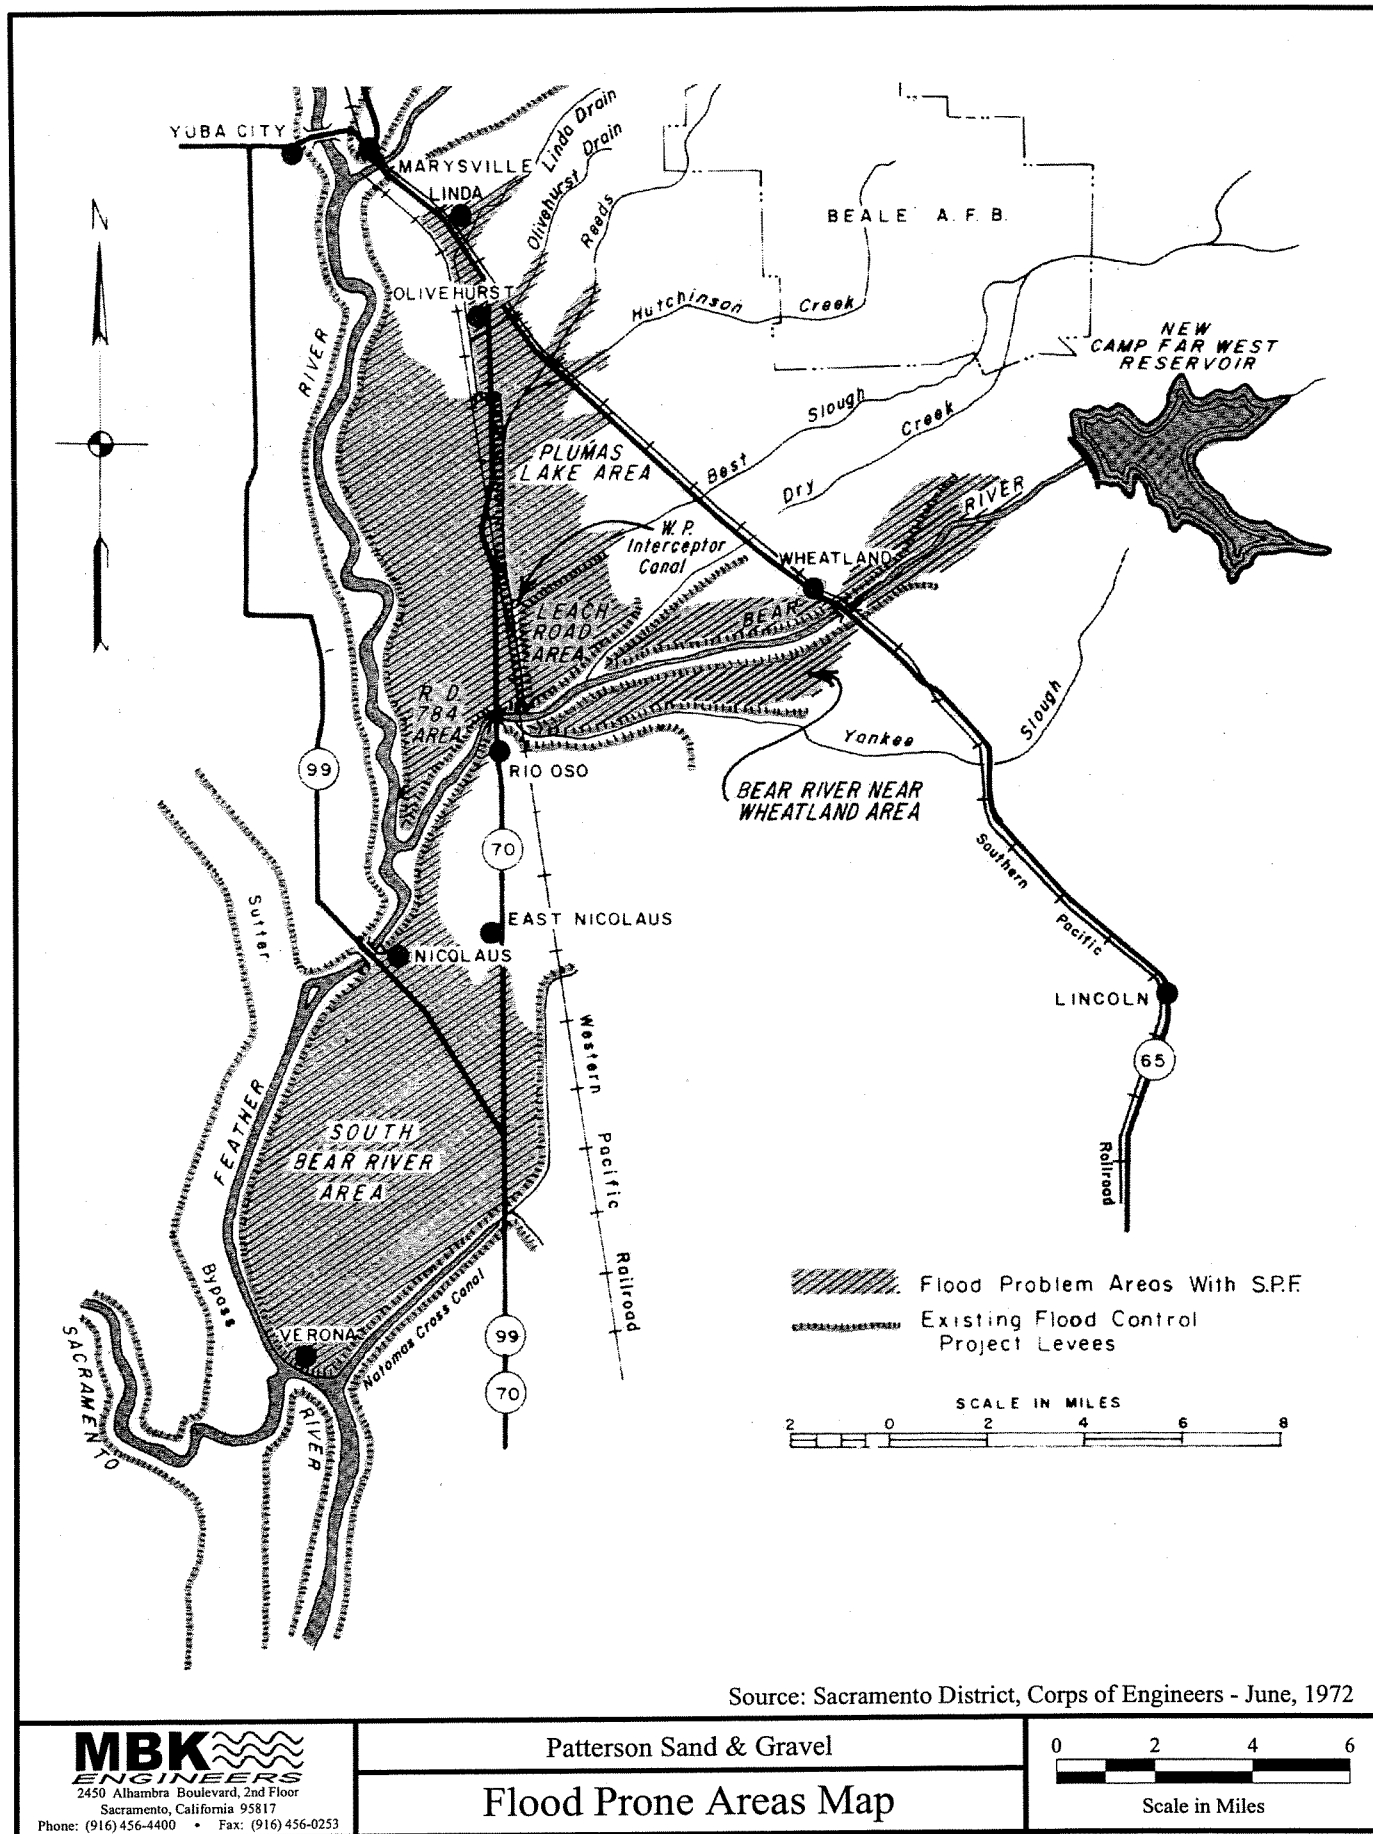 YUBA CITY
MARYSVILLE
LINDA
Linda Drain
Olivehurst Drain
Reeds
BEALE A. F. B.
N
OLIVEHURST
Hutchinson Creek
NEW
CAMP FAR WEST
RESERVOIR
RIVER
Best Slough
Dry Creek
PLUMAS
LAKE AREA
RIVER
W. P.
Interceptor
Canal
WHEATLAND
LEACH
ROAD
AREA
BEAR
R. D.
784
AREA
Yankee Slough
99
RIO OSO
BEAR RIVER NEAR
WHEATLAND AREA
70
Southern Pacific
Sutter
EAST NICOLAUS
NICOLAUS
LINCOLN
Western Pacific Railroad
65
FEATHER
SOUTH
BEAR RIVER
AREA
Railroad
Bypass
Natomas Cross Canal
VERONA
99
70
SACRAMENTO
RIVER
Flood Problem Areas With S.P.F.
Existing Flood Control
Project Levees
SCALE IN MILES
2 0 2 4 6 8
Source: Sacramento District, Corps of Engineers - June, 1972
MBK
ENGINEERS
2450 Alhambra Boulevard, 2nd Floor
Sacramento, California 95817
Phone: (916) 456-4400 • Fax: (916) 456-0253
Patterson Sand & Gravel
Flood Prone Areas Map
0 2 4 6
Scale in Miles